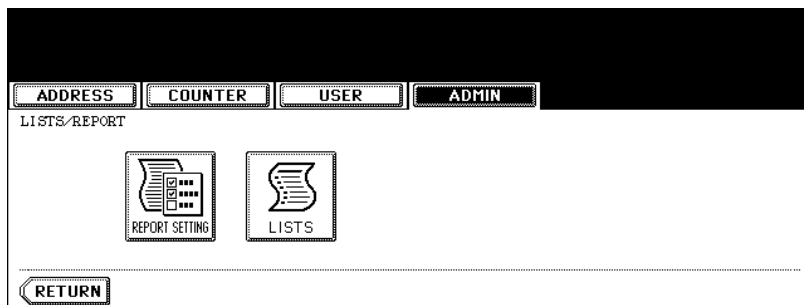 ADDRESS COUNTER USER ADMIN
LISTS/REPORT
REPORT SETTING LISTS
RETURN